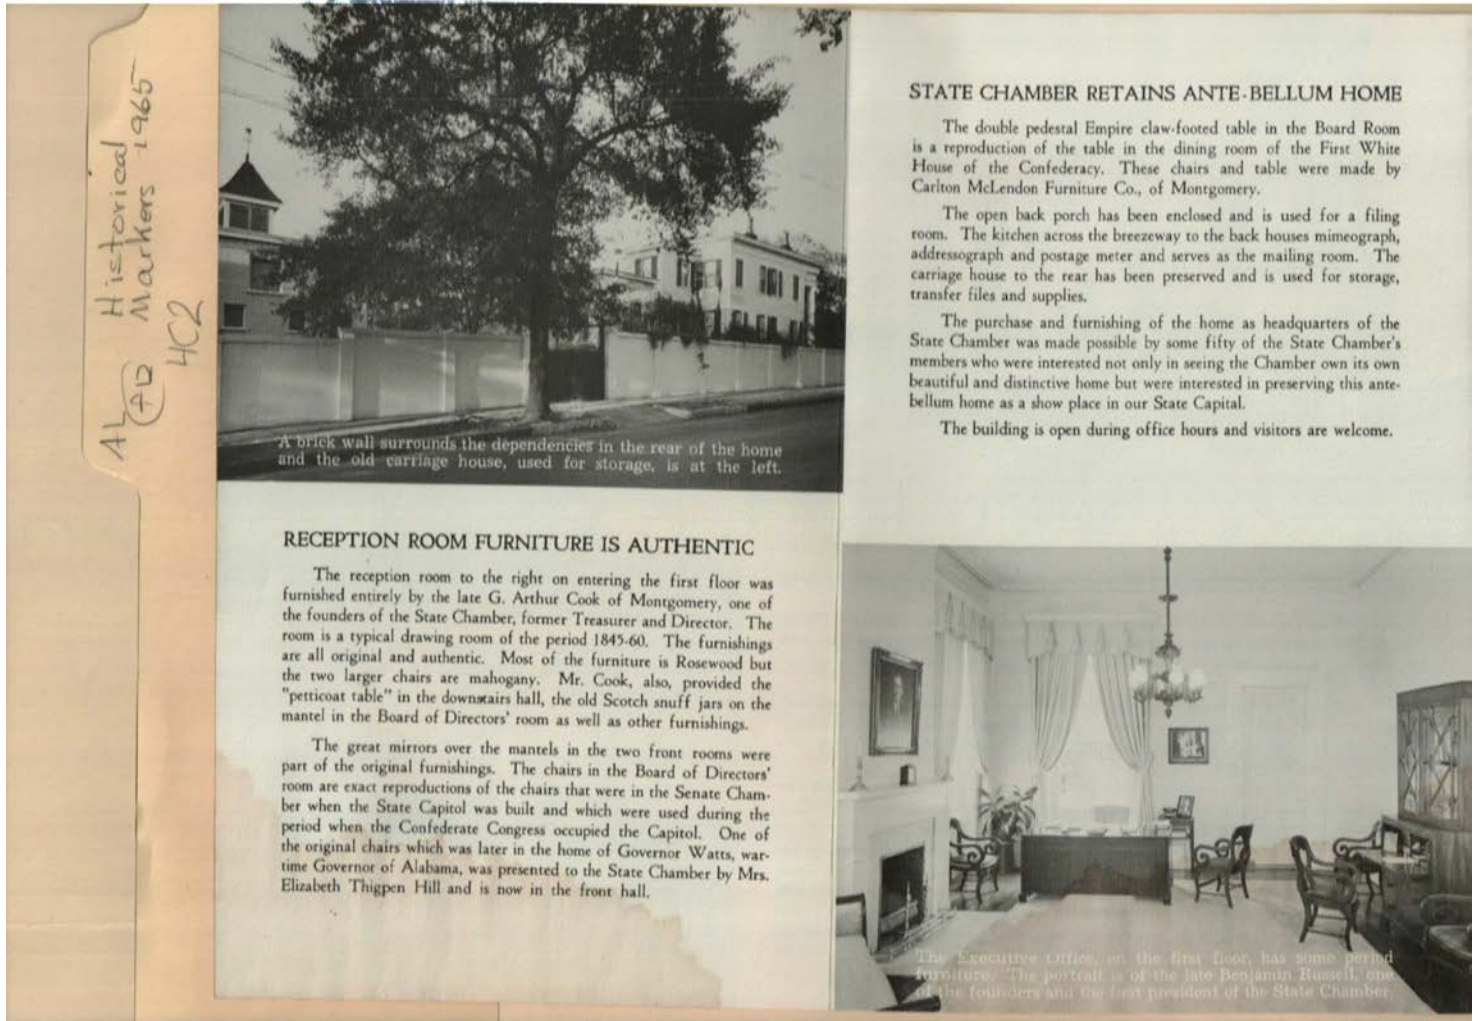 AL Historical
AD Markers 1965
4C2
A brick wall surrounds the dependencies in the rear of the home
and the old carriage house, used for storage, is at the left.
RECEPTION ROOM FURNITURE IS AUTHENTIC
The reception room to the right on entering the first floor was
furnished entirely by the late G. Arthur Cook of Montgomery, one of
the founders of the State Chamber, former Treasurer and Director. The
room is a typical drawing room of the period 1845-60. The furnishings
are all original and authentic. Most of the furniture is Rosewood but
the two larger chairs are mahogany. Mr. Cook, also, provided the
"petticoat table" in the downstairs hall, the old Scotch snuff jars on the
mantel in the Board of Directors' room as well as other furnishings.
The great mirrors over the mantels in the two front rooms were
part of the original furnishings. The chairs in the Board of Directors'
room are exact reproductions of the chairs that were in the Senate Cham-
ber when the State Capitol was built and which were used during the
period when the Confederate Congress occupied the Capitol. One of
the original chairs which was later in the home of Governor Watts, war-
time Governor of Alabama, was presented to the State Chamber by Mrs.
Elizabeth Thigpen Hill and is now in the front hall.
STATE CHAMBER RETAINS ANTE-BELLUM HOME
The double pedestal Empire claw-footed table in the Board Room
is a reproduction of the table in the dining room of the First White
House of the Confederacy. These chairs and table were made by
Carlton McLendon Furniture Co., of Montgomery.
The open back porch has been enclosed and is used for a filing
room. The kitchen across the breezeway to the back houses mimeograph,
addressograph and postage meter and serves as the mailing room. The
carriage house to the rear has been preserved and is used for storage,
transfer files and supplies.
The purchase and furnishing of the home as headquarters of the
State Chamber was made possible by some fifty of the State Chamber's
members who were interested not only in seeing the Chamber own its own
beautiful and distinctive home but were interested in preserving this ante-
bellum home as a show place in our State Capital.
The building is open during office hours and visitors are welcome.
The Executive Office, on the first floor, has some period
furniture. The portrait is of the late Benjamin Russell, one
of the founders and the first president of the State Chamber.